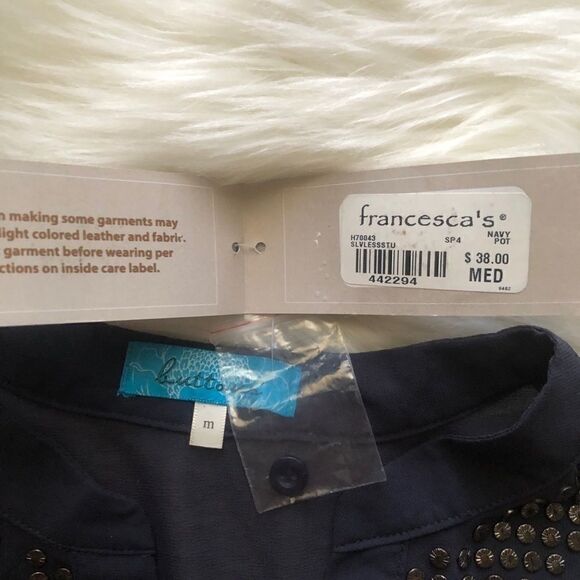 making some garments may
light colored leather and fabric.
garment before wearing per
ctions on inside care label.
francesca's®
H70043
SLVLESSSTU
SP4
NAVY
POT
$ 38.00
442294
MED
m